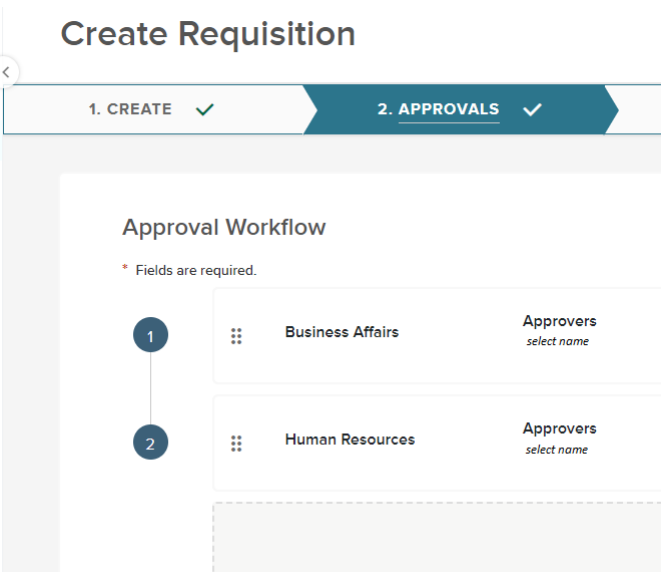 Create Requisition
1. CREATE
2. APPROVALS
Approval Workflow
* Fields are required.
1
Business Affairs
Approvers
select name
2
Human Resources
Approvers
select name